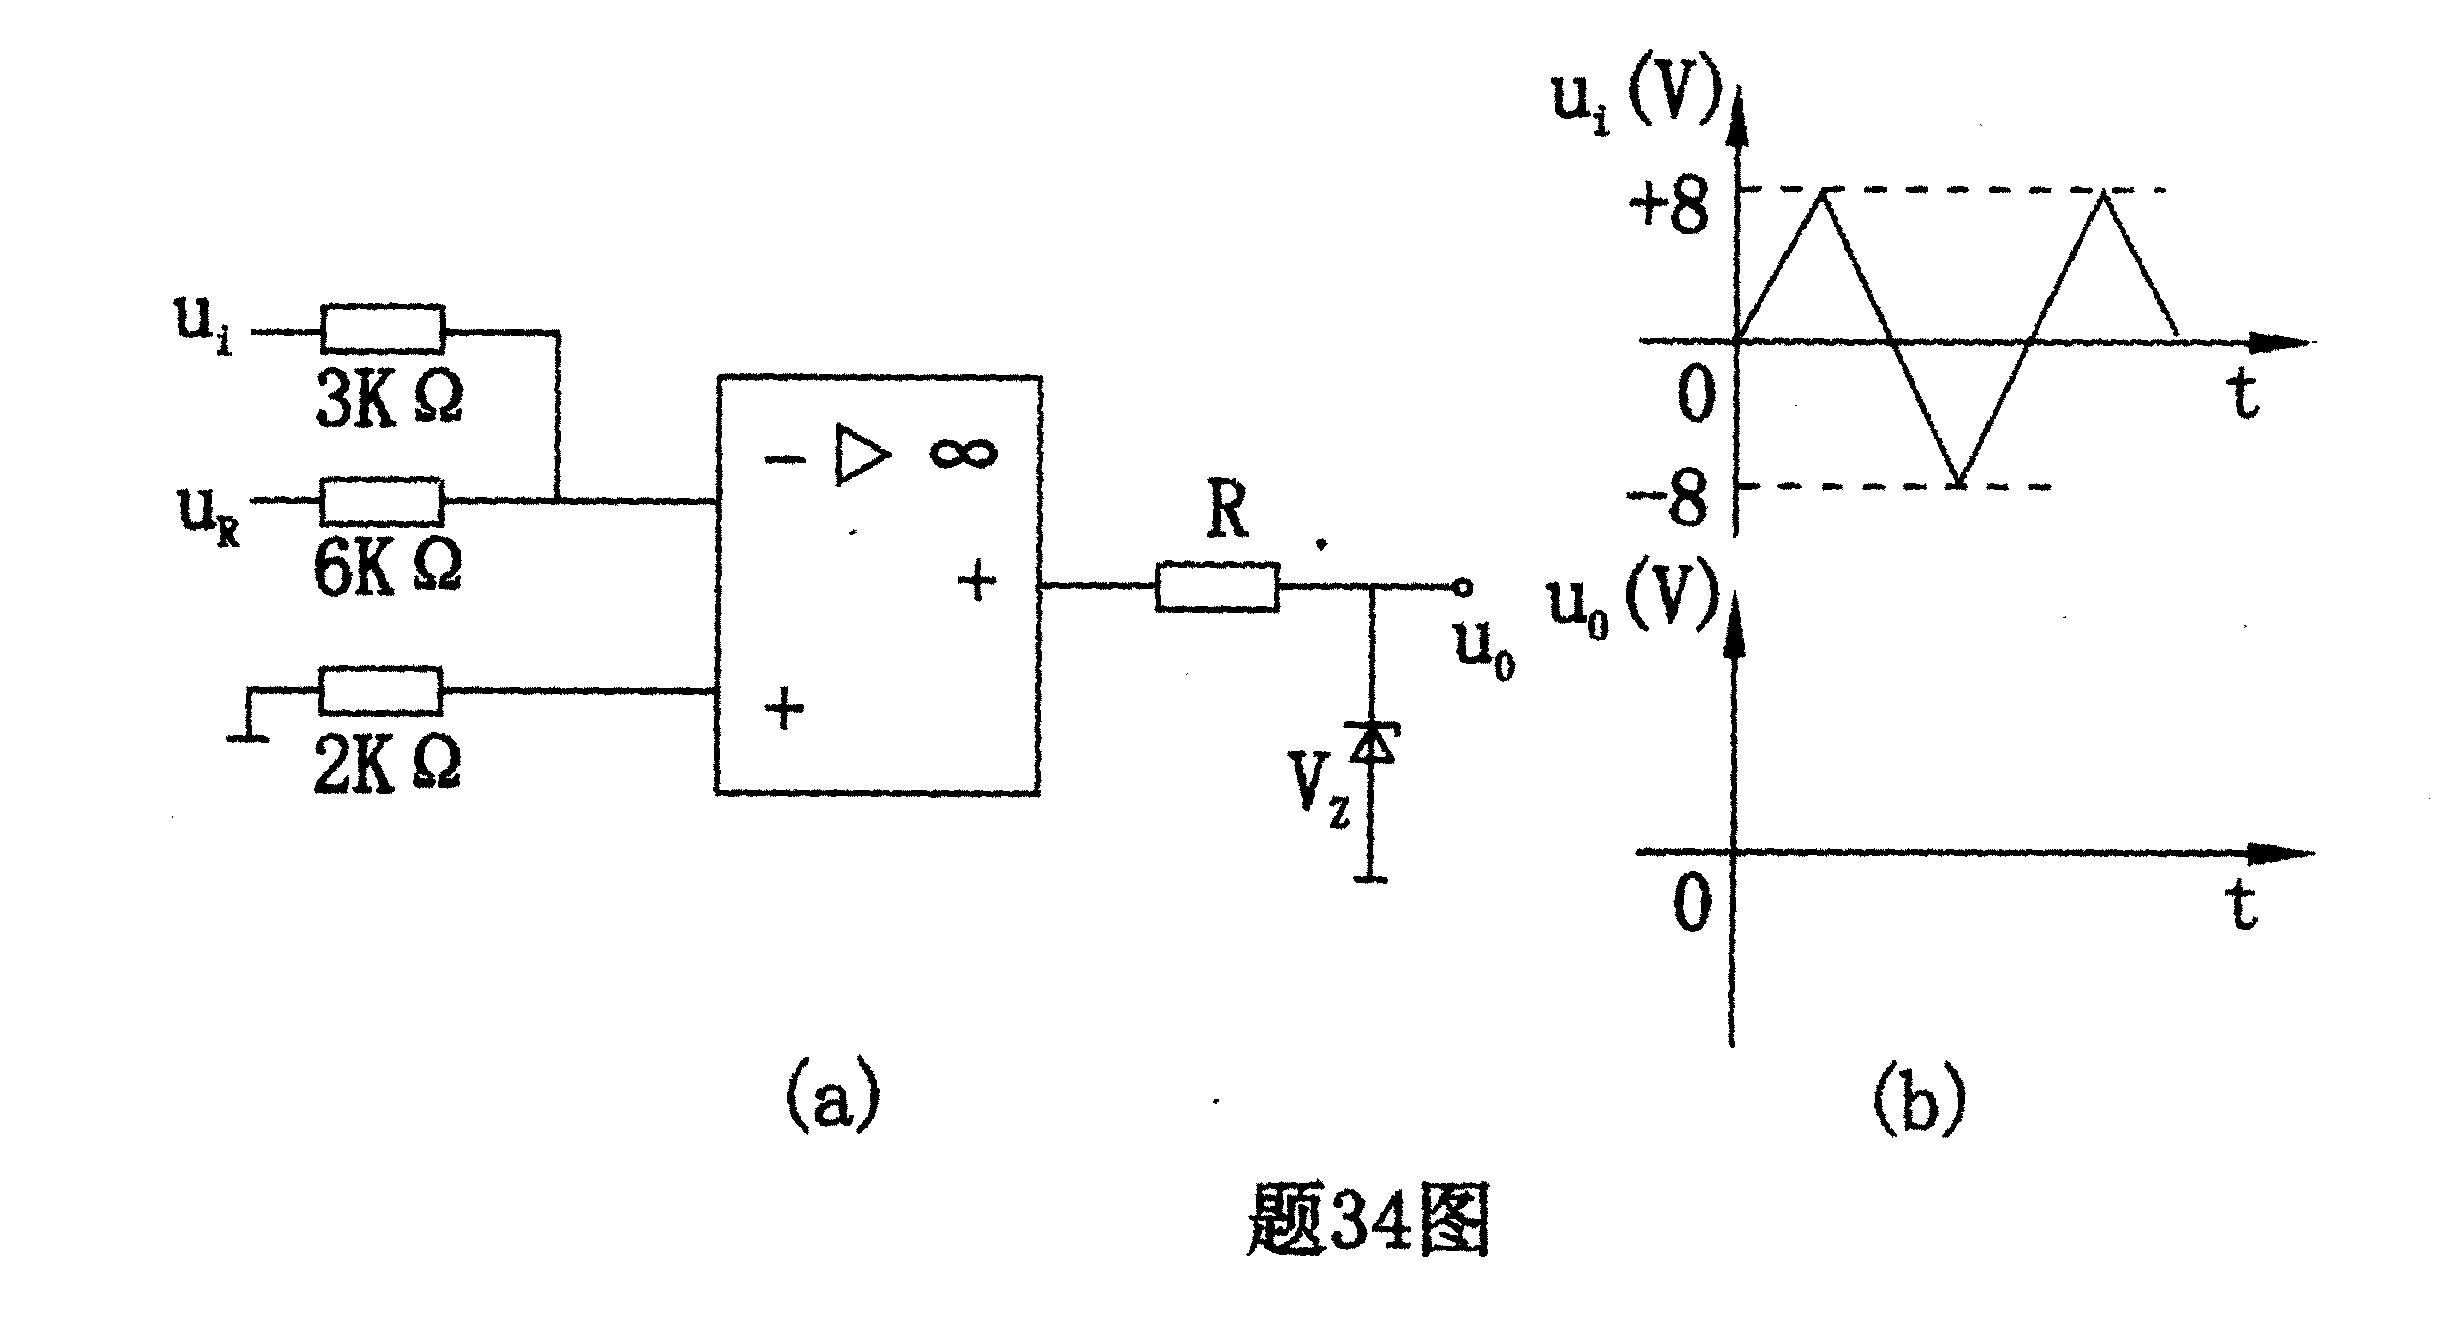 u_i
3KΩ
u_R
6KΩ
2KΩ
- ▷ ∞
+
+
R
u_0
V_Z
(a)
u_i(V)
+8
0
t
-8
u_0(V)
0
t
(b)
题34图